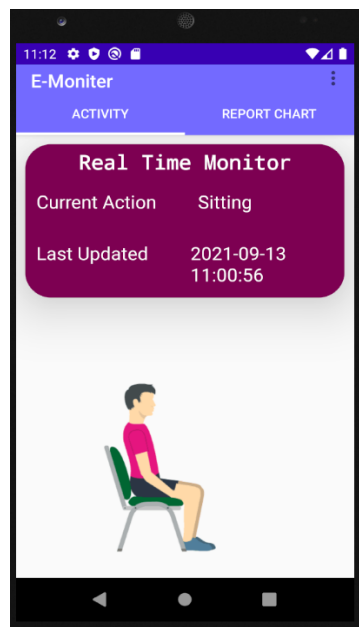 11:12
E-Moniter
ACTIVITY REPORT CHART
Real Time Monitor
Current Action Sitting
Last Updated 2021-09-13
11:00:56